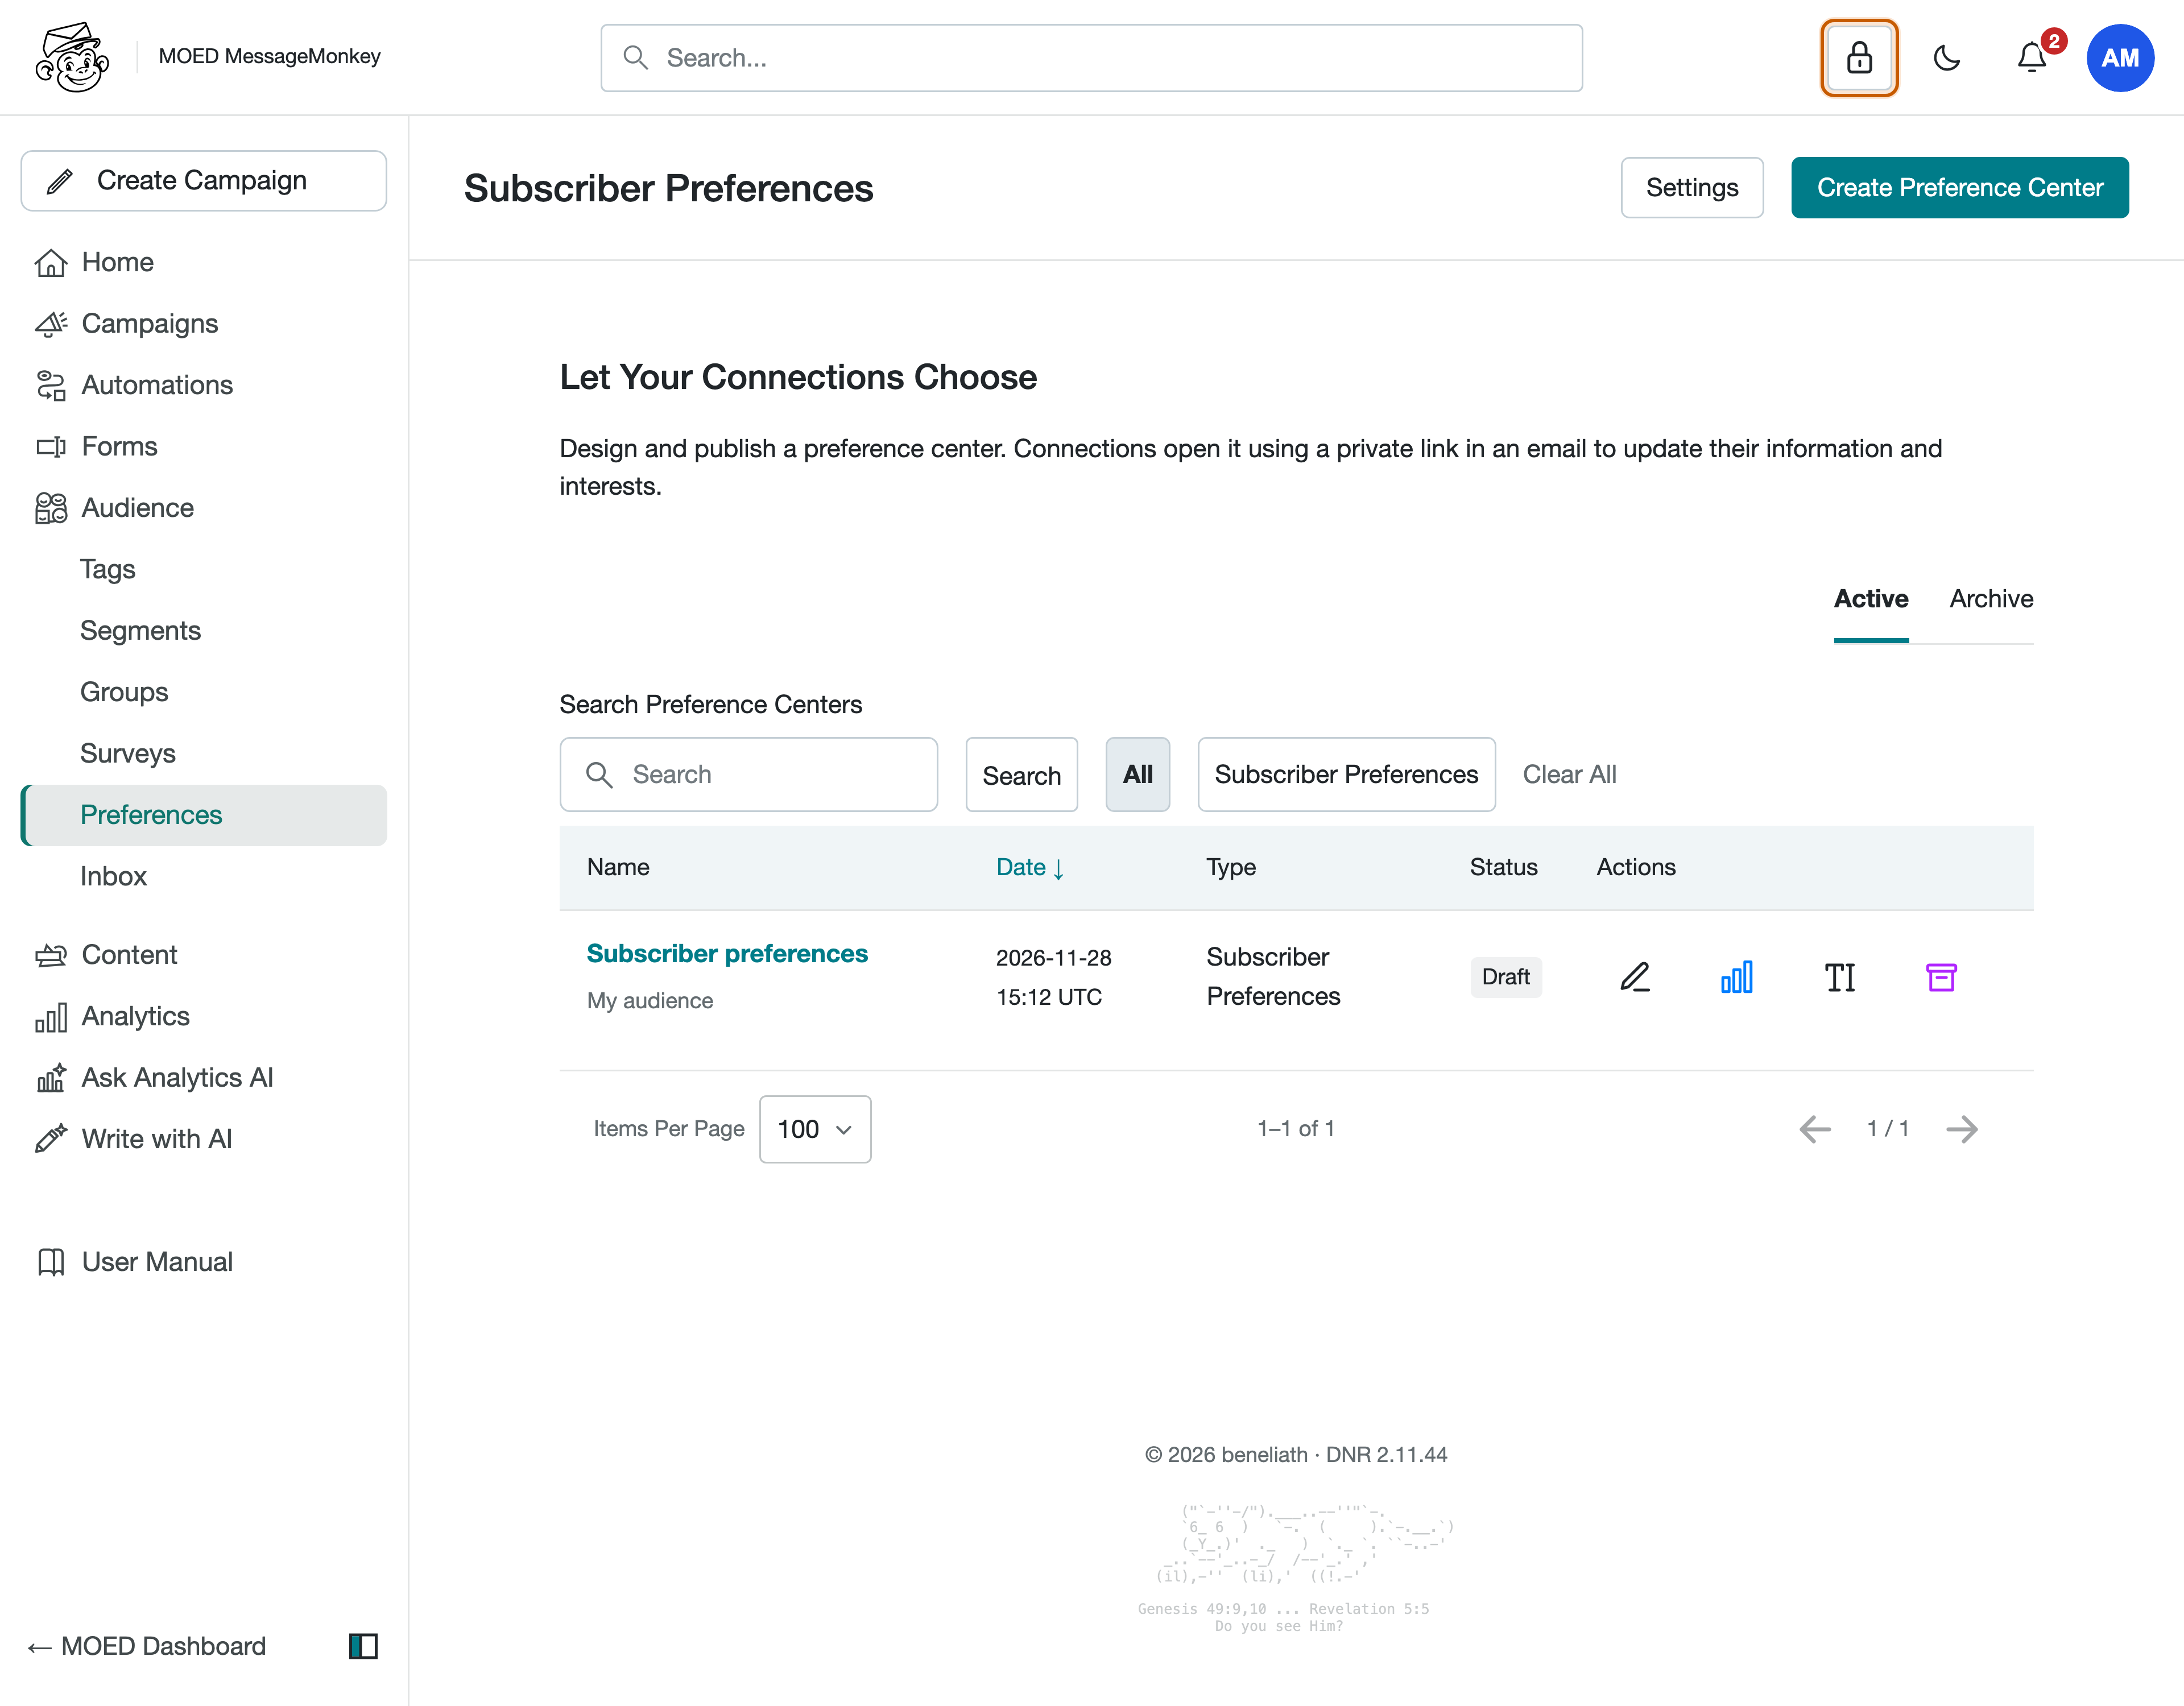 MOED MessageMonkey
Search...
2
AM
Create Campaign
Home
Campaigns
Automations
Forms
Audience
Tags
Segments
Groups
Surveys
Preferences
Inbox
Content
Analytics
Ask Analytics AI
Write with AI
User Manual
← MOED Dashboard
Subscriber Preferences
Settings
Create Preference Center
Let Your Connections Choose
Design and publish a preference center. Connections open it using a private link in an email to update their information and
interests.
Active
Archive
Search Preference Centers
Search
Search
All
Subscriber Preferences
Clear All
Name
Date ↓
Type
Status
Actions
Subscriber preferences
My audience
2026-11-28
15:12 UTC
Subscriber
Preferences
Draft
Items Per Page
100
1–1 of 1
1 / 1
© 2026 beneliath · DNR 2.11.44
Genesis 49:9,10 ... Revelation 5:5
Do you see Him?